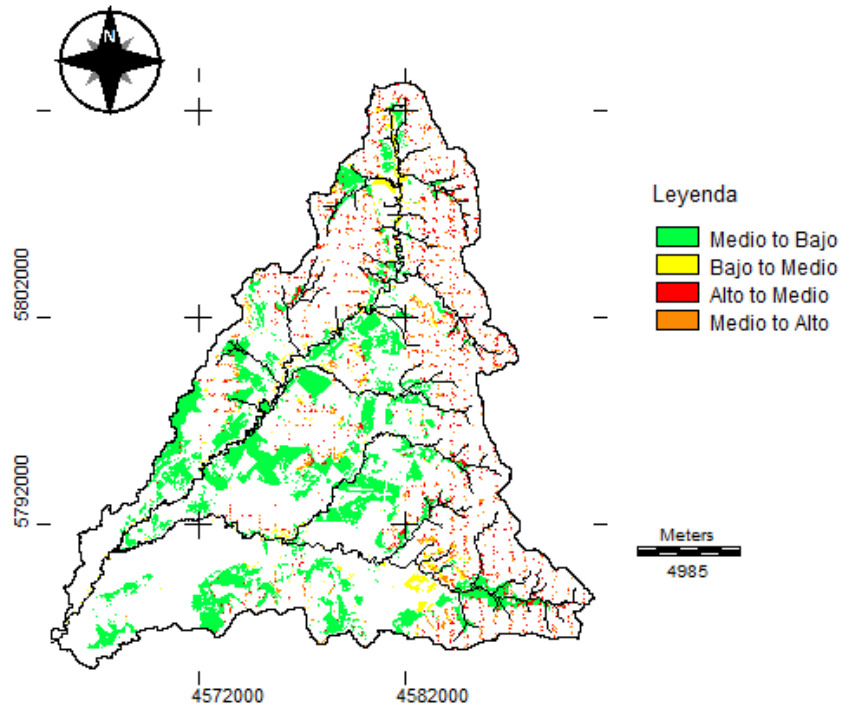 N
Leyenda
Medio to Bajo
Bajo to Medio
Alto to Medio
Medio to Alto
5802000
5792000
Meters
4985
4572000
4582000